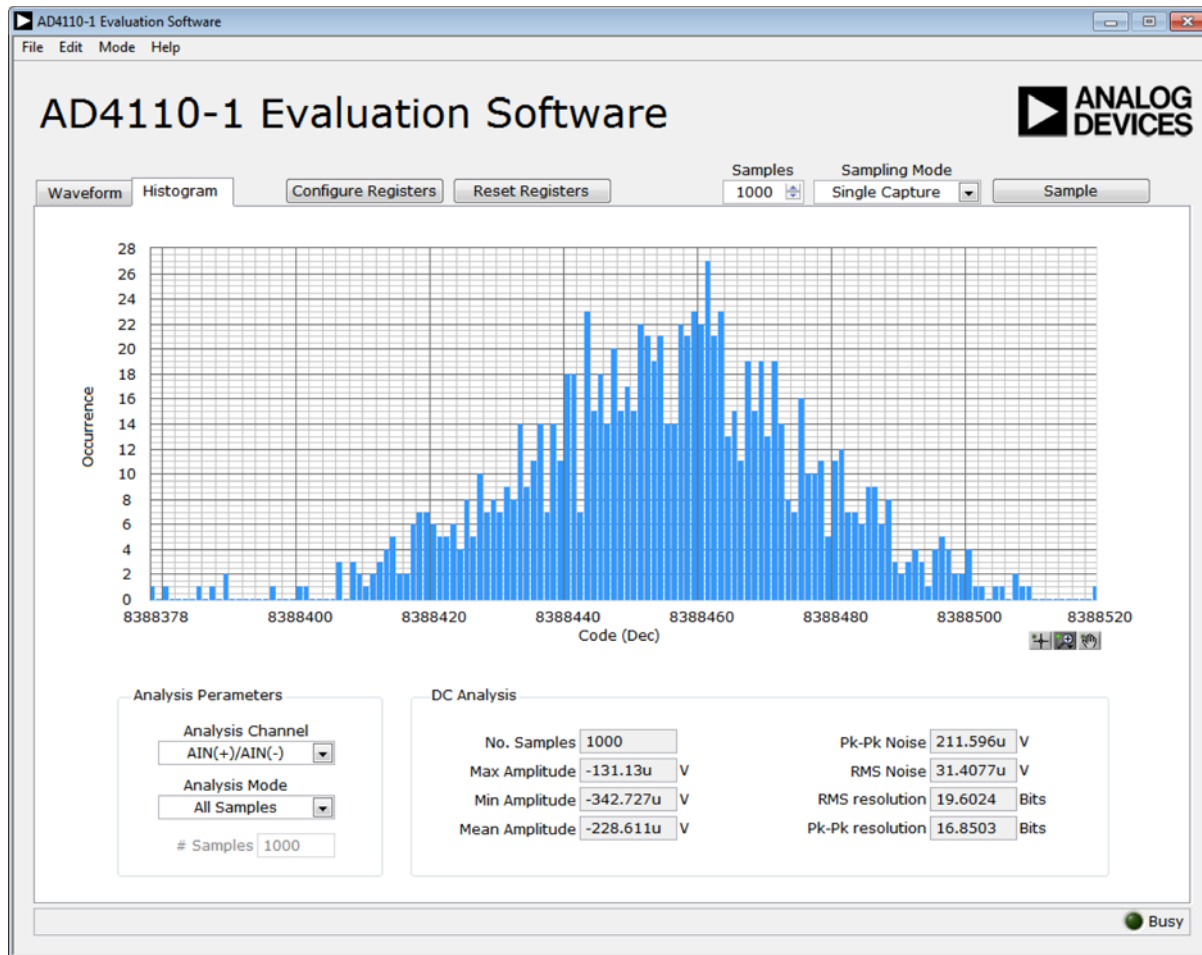 AD4110-1 Evaluation Software
File Edit Mode Help
AD4110-1 Evaluation Software
ANALOG
DEVICES
Samples Sampling Mode
Waveform Histogram Configure Registers Reset Registers 1000 Single Capture Sample
28
26
24
22
20
18
16
14
12
10
8
6
4
2
0
Occurrence
8388378 8388400 8388420 8388440 8388460 8388480 8388500 8388520
Code (Dec)
Analysis Perameters
Analysis Channel
AIN(+)/AIN(-)
Analysis Mode
All Samples
# Samples 1000
DC Analysis
No. Samples 1000
Max Amplitude -131.13u V
Min Amplitude -342.727u V
Mean Amplitude -228.611u V
Pk-Pk Noise 211.596u V
RMS Noise 31.4077u V
RMS resolution 19.6024 Bits
Pk-Pk resolution 16.8503 Bits
Busy